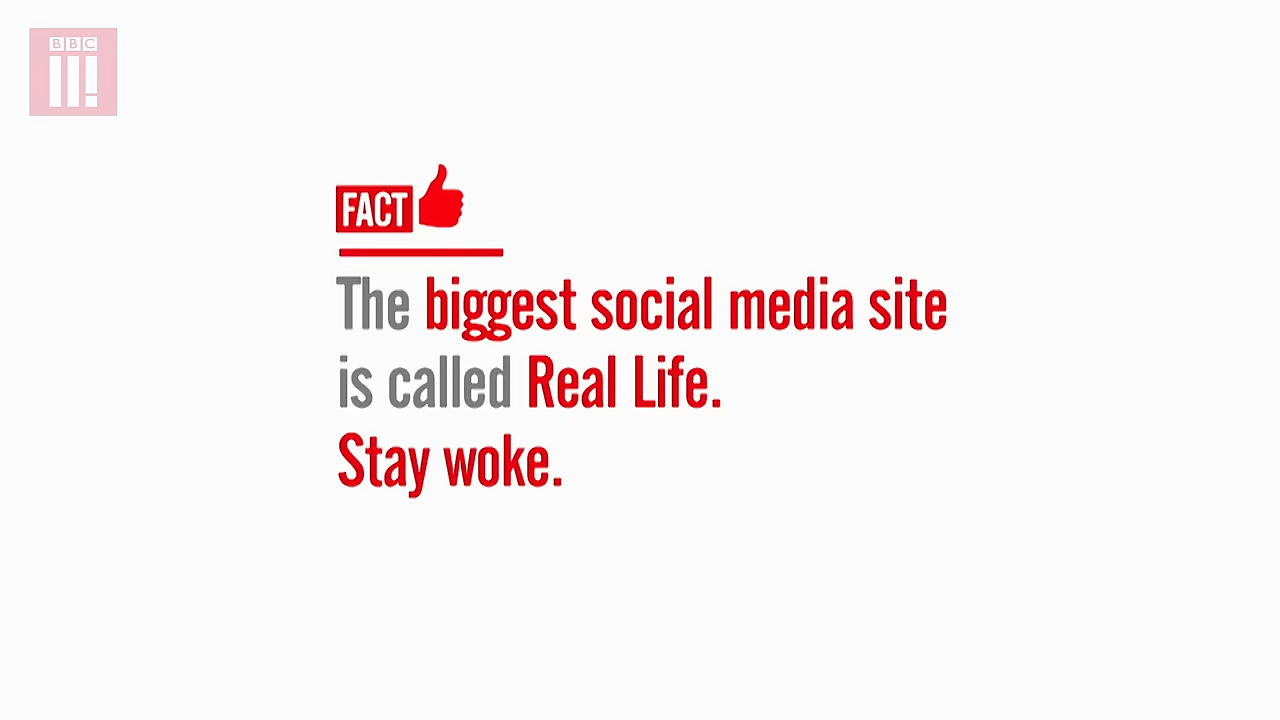 BBC
FACT
The biggest social media site
is called Real Life.
Stay woke.